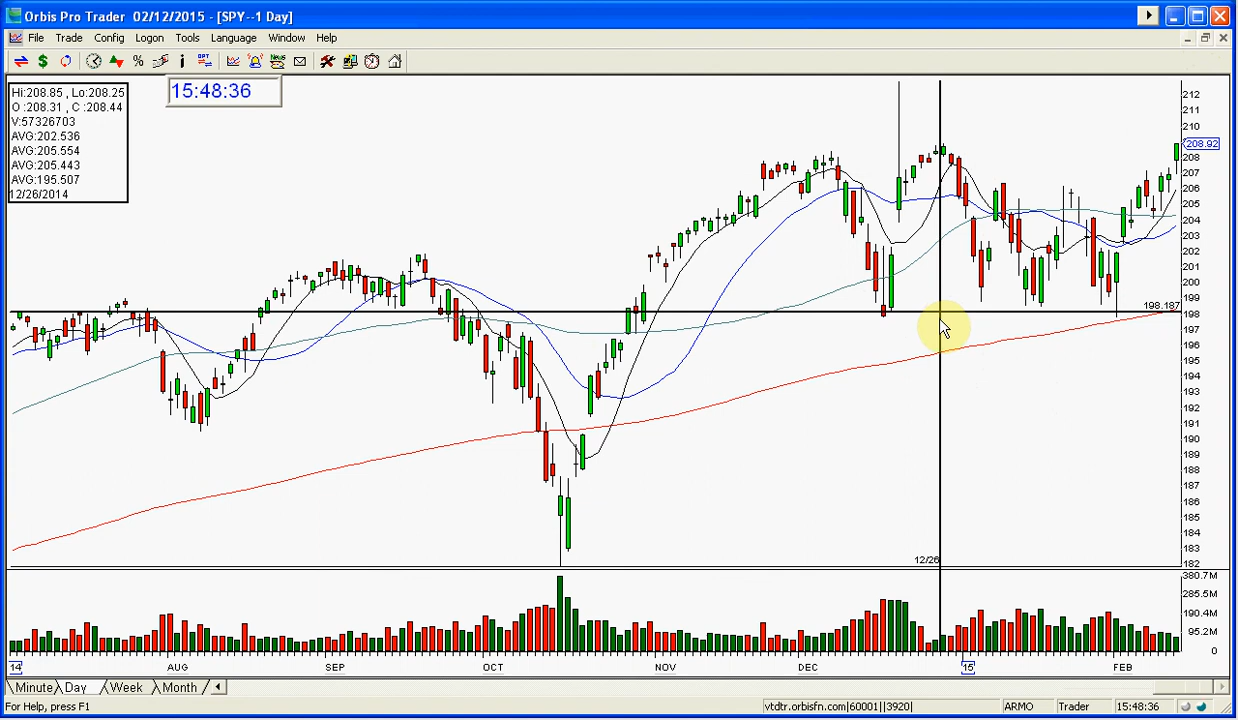 Orbis Pro Trader 02/12/2015 - [SPY--1 Day]
File Trade Config Logon Tools Language Window Help
OPT
News
Hi:208.85 , Lo:208.25
O :208.31 , C :208.44
V:57326703
AVG:202.536
AVG:205.554
AVG:205.443
AVG:195.507
12/26/2014
15:48:36
212
211
210
208.92
208
207
206
205
204
203
202
201
200
199
198.187
198
197
196
195
194
193
192
191
190
189
188
187
186
185
184
183
182
12/26
380.7M
285.5M
190.4M
95.2M
0
14 AUG SEP OCT NOV DEC 15 FEB
Minute Day Week Month
For Help, press F1 vtdtr.orbisfn.com|60001||3920| ARMO Trader 15:48:36